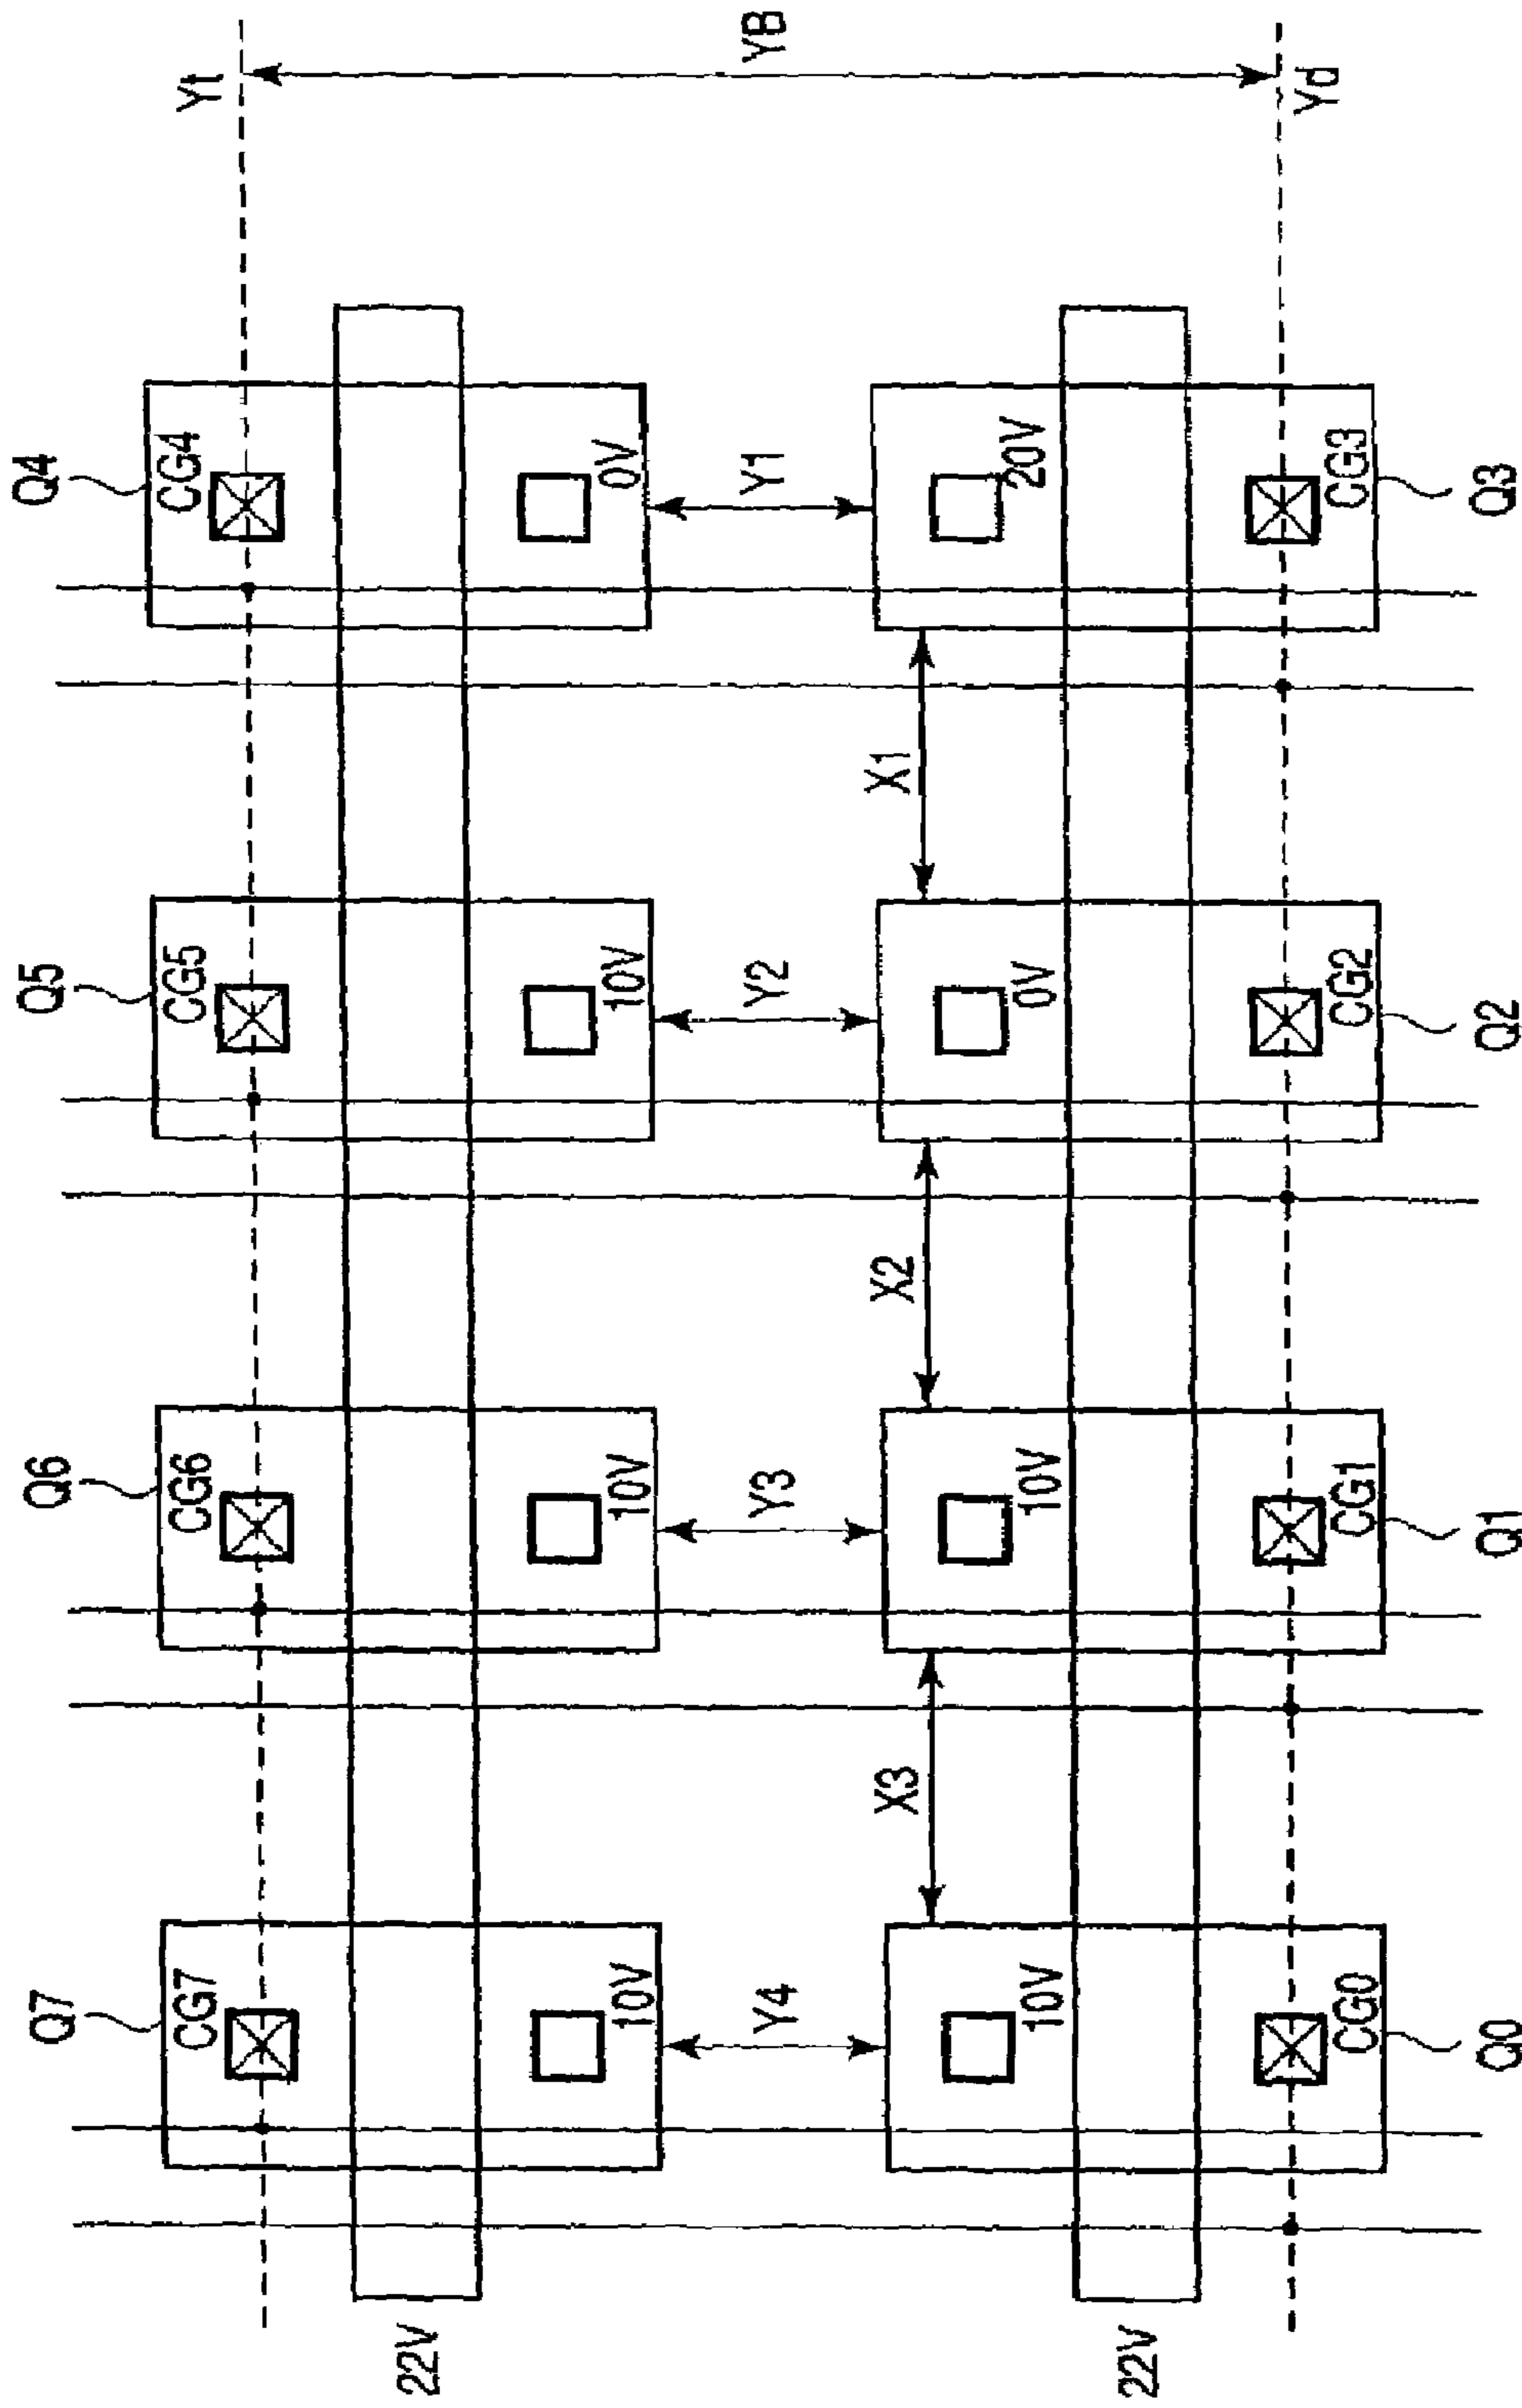 Q7 Q6 Q5 Q4
CG7 CG6 CG5 CG4 Yt
22V
10V 10V 10V 0V
Y4 Y3 Y2 Y1 YB
X3 X2 X1
10V 10V 0V 20V
22V
CG0 CG1 CG2 CG3 Yd
Q0 Q1 Q2 Q3